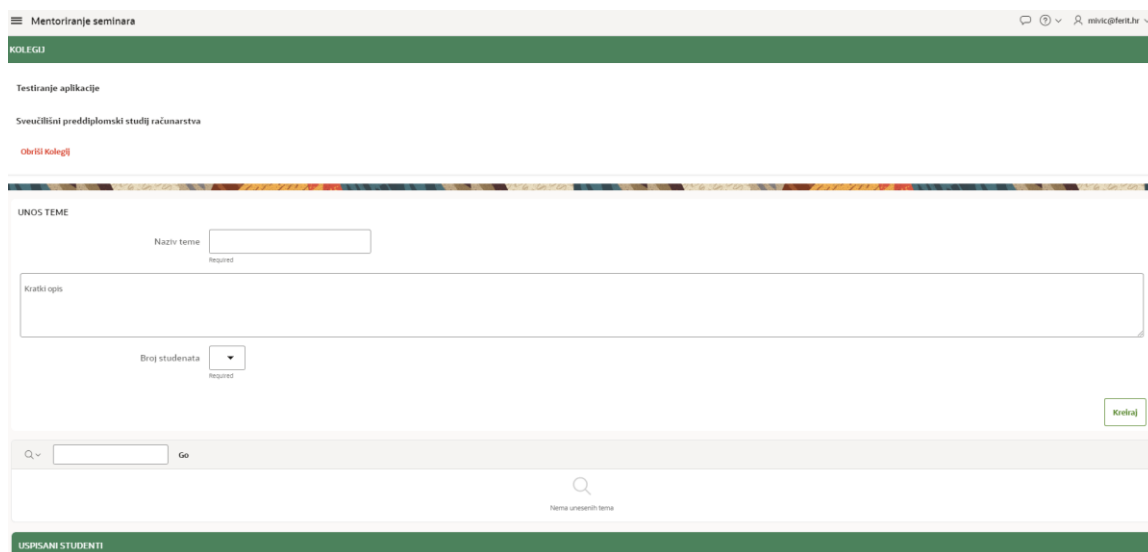 Mentoriranje seminara
mivic@ferit.hr
KOLEGIJ
Testiranje aplikacije
Sveučilišni preddiplomski studij računarstva
Obriši Kolegij
UNOS TEME
Naziv teme
Required
Kratki opis
Broj studenata
Required
Kreiraj
Go
Nema unesenih tema
USPISANI STUDENTI